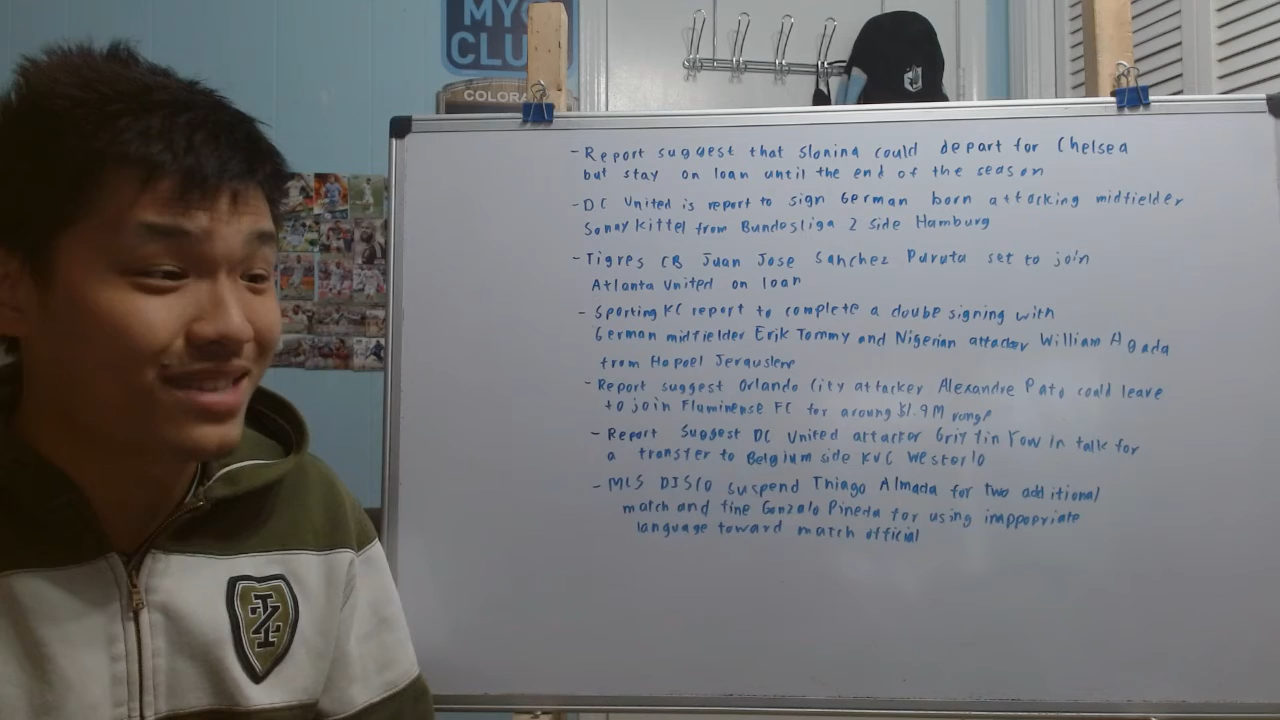 MY
CLU
COLORA
- Report suggest that Slonina could depart for Chelsea
but stay on loan until the end of the season
- DC United is report to sign German born attacking midfielder
Sonny Kittel from Bundesliga 2 side Hamburg
- Tigres CB Juan Jose Sanchez Puruta set to join
Atlanta United on loan
- Sporting KC report to complete a doube signing with
German midfielder Erik Tommy and Nigerian attacker William Agada
from Hopoel Jerauslem
- Report suggest Orlando City attacker Alexandre Pato could leave
to join Fluminense FC for aroung $1.9M range
- Report Suggest DC United attacker Griffin Yow in talk for
a transfer to Belgium side KVC Westerlo
- MLS DISCO suspend Thiago Almada for two additional
match and fine Gonzalo Pineda for using inappopriate
language toward match official